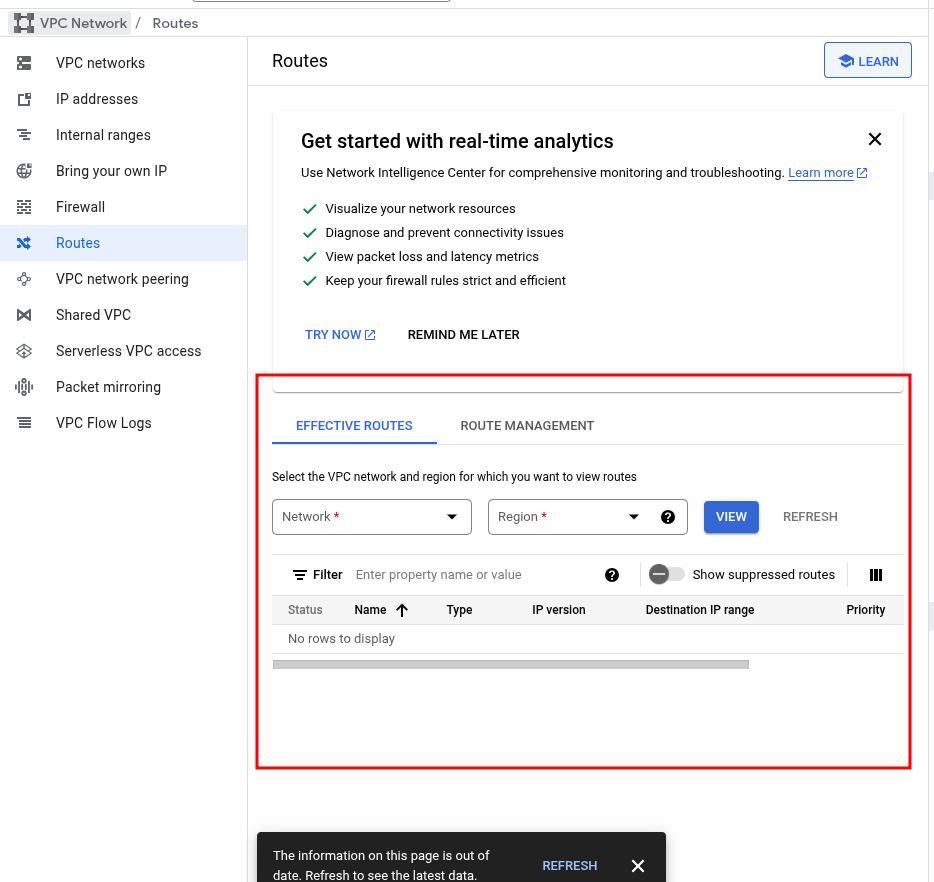 VPC Network / Routes
VPC networks
IP addresses
Internal ranges
Bring your own IP
Firewall
Routes
VPC network peering
Shared VPC
Serverless VPC access
Packet mirroring
VPC Flow Logs
Routes
LEARN
Get started with real-time analytics
Use Network Intelligence Center for comprehensive monitoring and troubleshooting. Learn more
Visualize your network resources
Diagnose and prevent connectivity issues
View packet loss and latency metrics
Keep your firewall rules strict and efficient
TRY NOW REMIND ME LATER
EFFECTIVE ROUTES ROUTE MANAGEMENT
Select the VPC network and region for which you want to view routes
Network * Region * VIEW REFRESH
Filter Enter property name or value Show suppressed routes
Status Name Type IP version Destination IP range Priority
No rows to display
The information on this page is out of
date. Refresh to see the latest data.
REFRESH